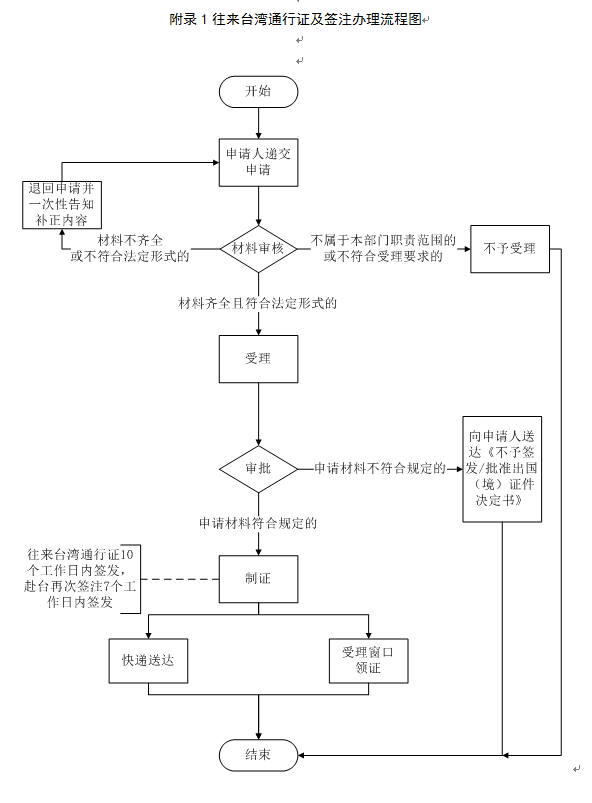 附录 1 往来台湾通行证及签注办理流程图
开始
申请人递交
申请
退回申请并
一次性告知
补正内容
材料不齐全
或不符合法定形式的
材料审核
不属于本部门职责范围的
或不符合受理要求的
不予受理
材料齐全且符合法定形式的
受理
审批
申请材料不符合规定的
向申请人送
达《不予签
发/批准出国
（境）证件
决定书》
申请材料符合规定的
往来台湾通行证10
个工作日内签发，
赴台再次签注7个工
作日内签发
制证
快递送达
受理窗口
领证
结束